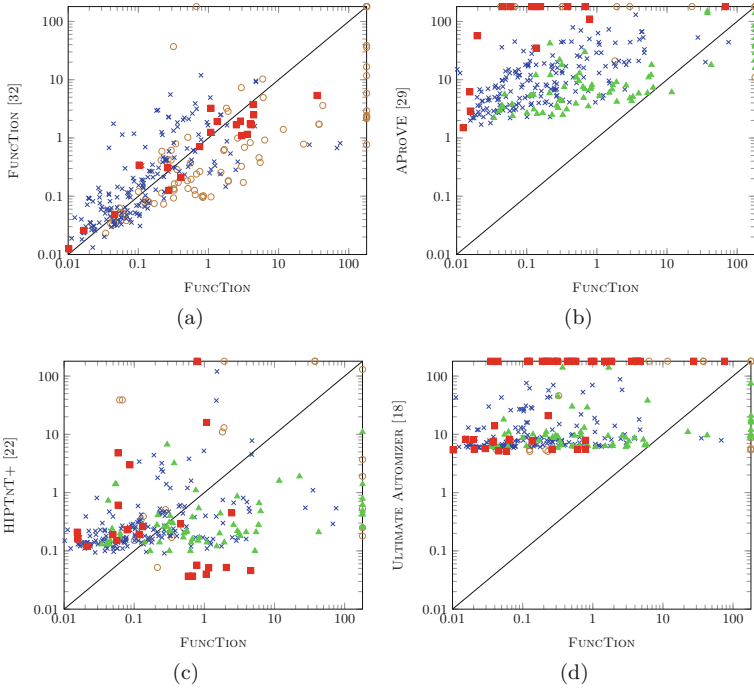 100
10
1
0.1
0.01
0.01 0.1 1 10 100
FuncTion [32]
FuncTion
(a)
100
10
1
0.1
0.01
0.01 0.1 1 10 100
AProVE [29]
FuncTion
(b)
100
10
1
0.1
0.01
0.01 0.1 1 10 100
HIPTnT+ [22]
FuncTion
(c)
100
10
1
0.1
0.01
0.01 0.1 1 10 100
Ultimate Automizer [18]
FuncTion
(d)